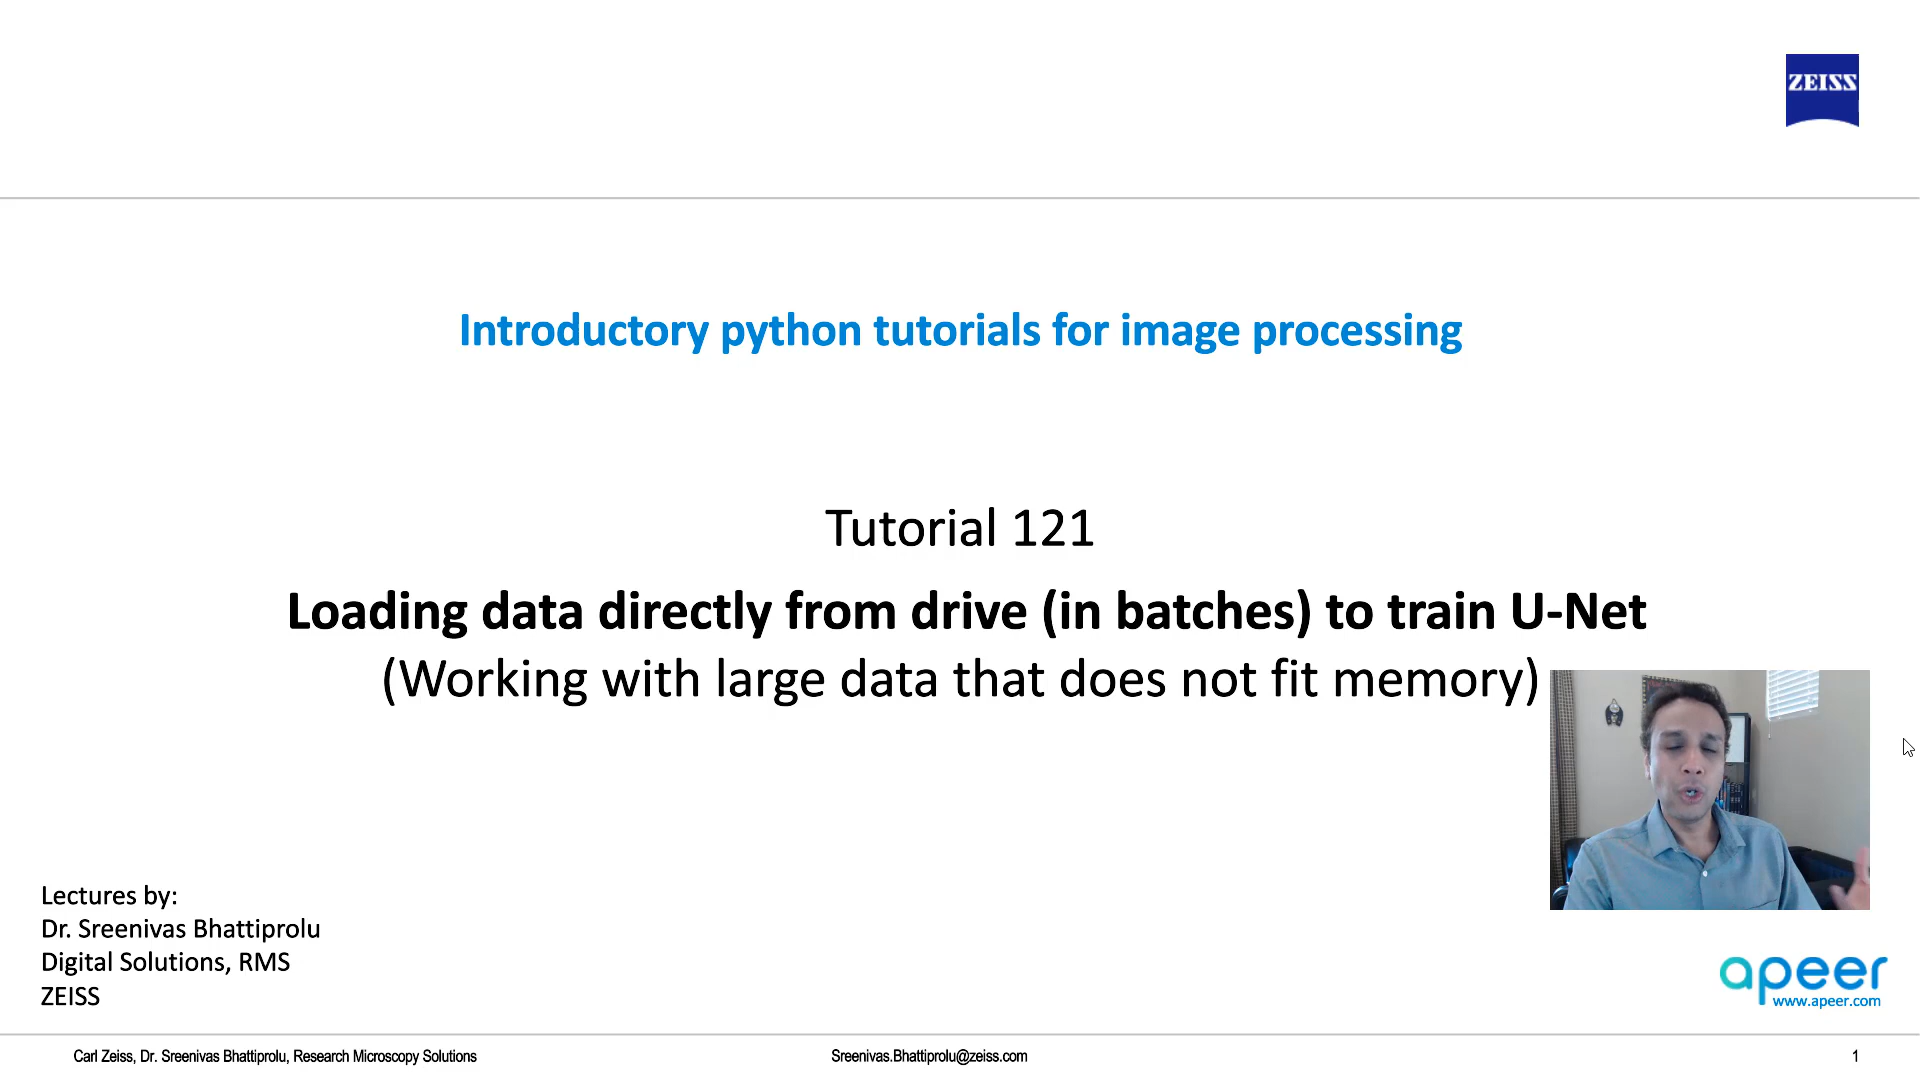 ZEISS
Introductory python tutorials for image processing
Tutorial 121
Loading data directly from drive (in batches) to train U-Net
(Working with large data that does not fit memory)
Lectures by:
Dr. Sreenivas Bhattiprolu
Digital Solutions, RMS
ZEISS
apeer
www.apeer.com
Carl Zeiss, Dr. Sreenivas Bhattiprolu, Research Microscopy Solutions
Sreenivas.Bhattiprolu@zeiss.com
1